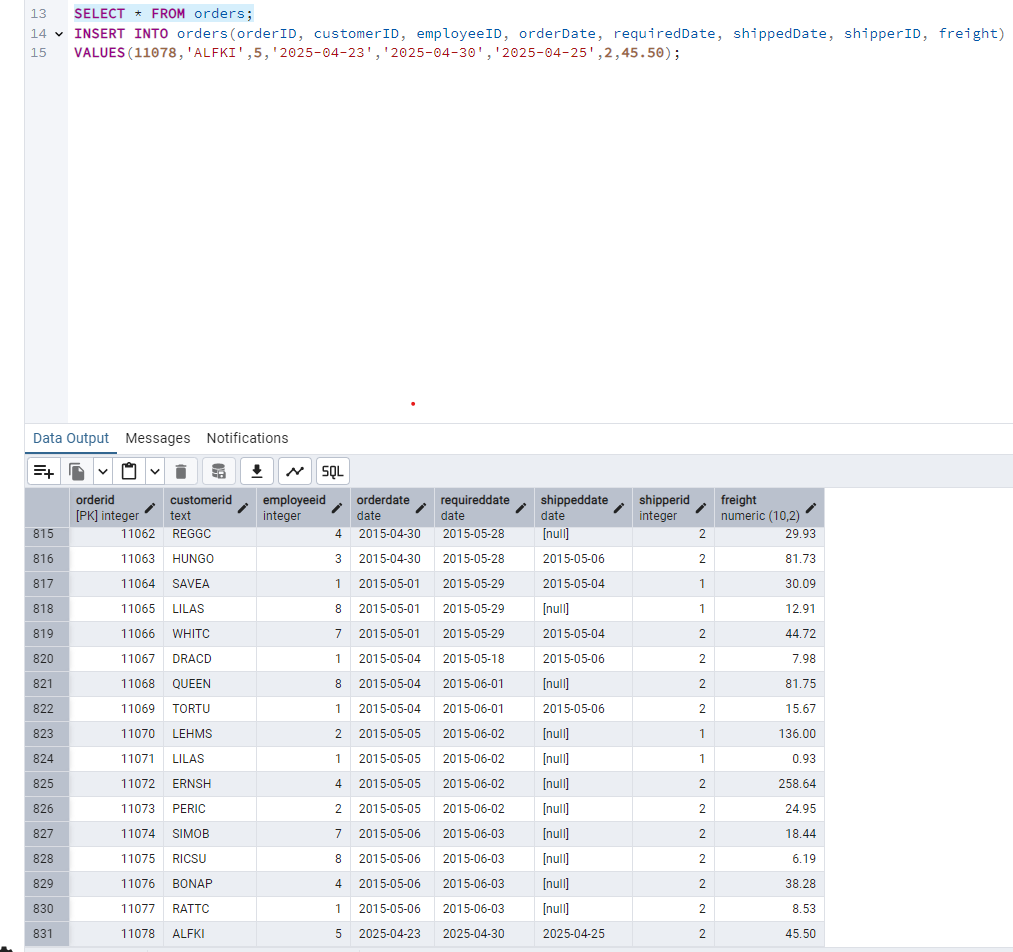 13 SELECT * FROM orders;
14 INSERT INTO orders(orderID, customerID, employeeID, orderDate, requiredDate, shippedDate, shipperID, freight)
15 VALUES(11078,'ALFKI',5,'2025-04-23','2025-04-30','2025-04-25',2,45.50);
Data Output Messages Notifications
SQL
orderid customerid employeeid orderdate requireddate shippeddate shipperid freight
[PK] integer text integer date date date integer numeric (10,2)
815 11062 REGGC 4 2015-04-30 2015-05-28 [null] 2 29.93
816 11063 HUNGO 3 2015-04-30 2015-05-28 2015-05-06 2 81.73
817 11064 SAVEA 1 2015-05-01 2015-05-29 2015-05-04 1 30.09
818 11065 LILAS 8 2015-05-01 2015-05-29 [null] 1 12.91
819 11066 WHITC 7 2015-05-01 2015-05-29 2015-05-04 2 44.72
820 11067 DRACD 1 2015-05-04 2015-05-18 2015-05-06 2 7.98
821 11068 QUEEN 8 2015-05-04 2015-06-01 [null] 2 81.75
822 11069 TORTU 1 2015-05-04 2015-06-01 2015-05-06 2 15.67
823 11070 LEHMS 2 2015-05-05 2015-06-02 [null] 1 136.00
824 11071 LILAS 1 2015-05-05 2015-06-02 [null] 1 0.93
825 11072 ERNSH 4 2015-05-05 2015-06-02 [null] 2 258.64
826 11073 PERIC 2 2015-05-05 2015-06-02 [null] 2 24.95
827 11074 SIMOB 7 2015-05-06 2015-06-03 [null] 2 18.44
828 11075 RICSU 8 2015-05-06 2015-06-03 [null] 2 6.19
829 11076 BONAP 4 2015-05-06 2015-06-03 [null] 2 38.28
830 11077 RATTC 1 2015-05-06 2015-06-03 [null] 2 8.53
831 11078 ALFKI 5 2025-04-23 2025-04-30 2025-04-25 2 45.50